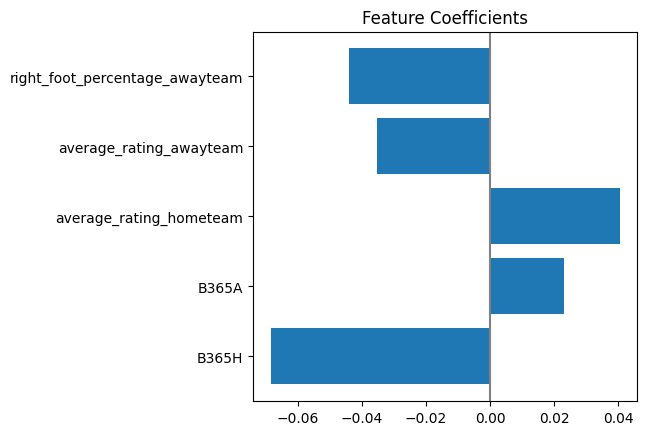 Feature Coefficients
right_foot_percentage_awayteam
average_rating_awayteam
average_rating_hometeam
B365A
B365H
−0.06 −0.04 −0.02 0.00 0.02 0.04